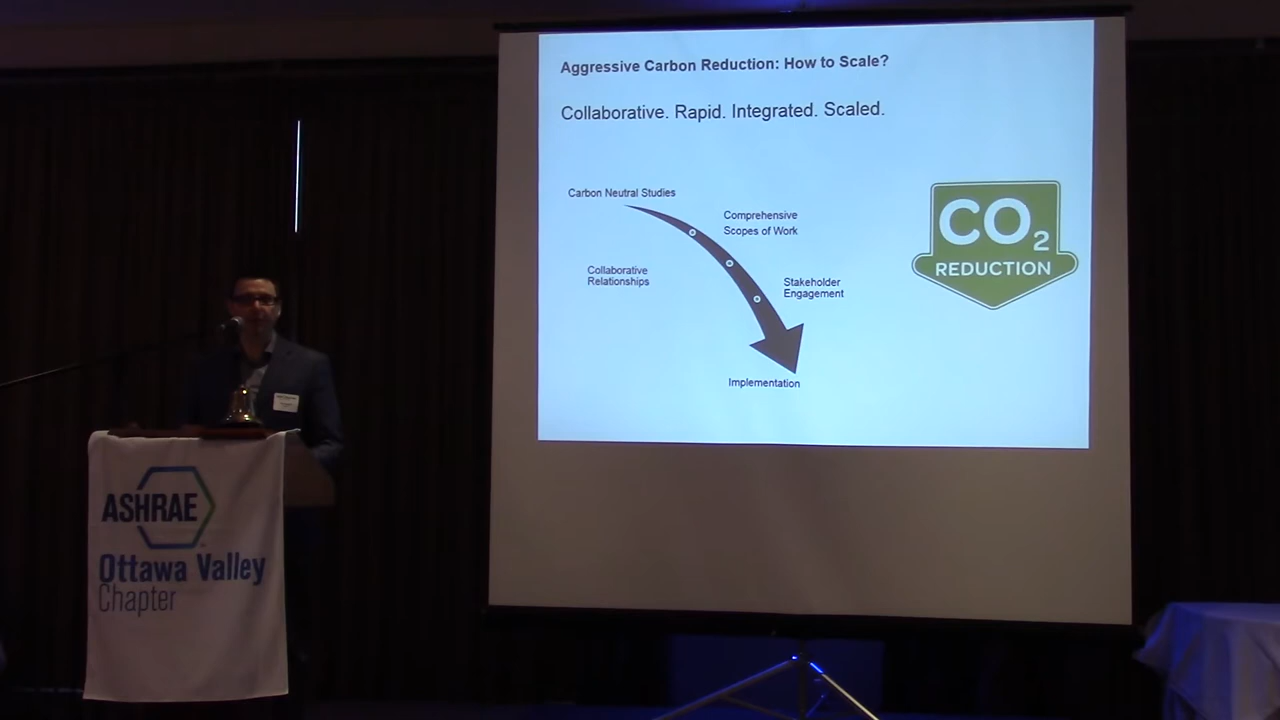 Aggressive Carbon Reduction: How to Scale?
Collaborative. Rapid. Integrated. Scaled.
Carbon Neutral Studies
Comprehensive
Scopes of Work
Collaborative
Relationships
Stakeholder
Engagement
Implementation
CO2
REDUCTION
ASHRAE
Ottawa Valley
Chapter